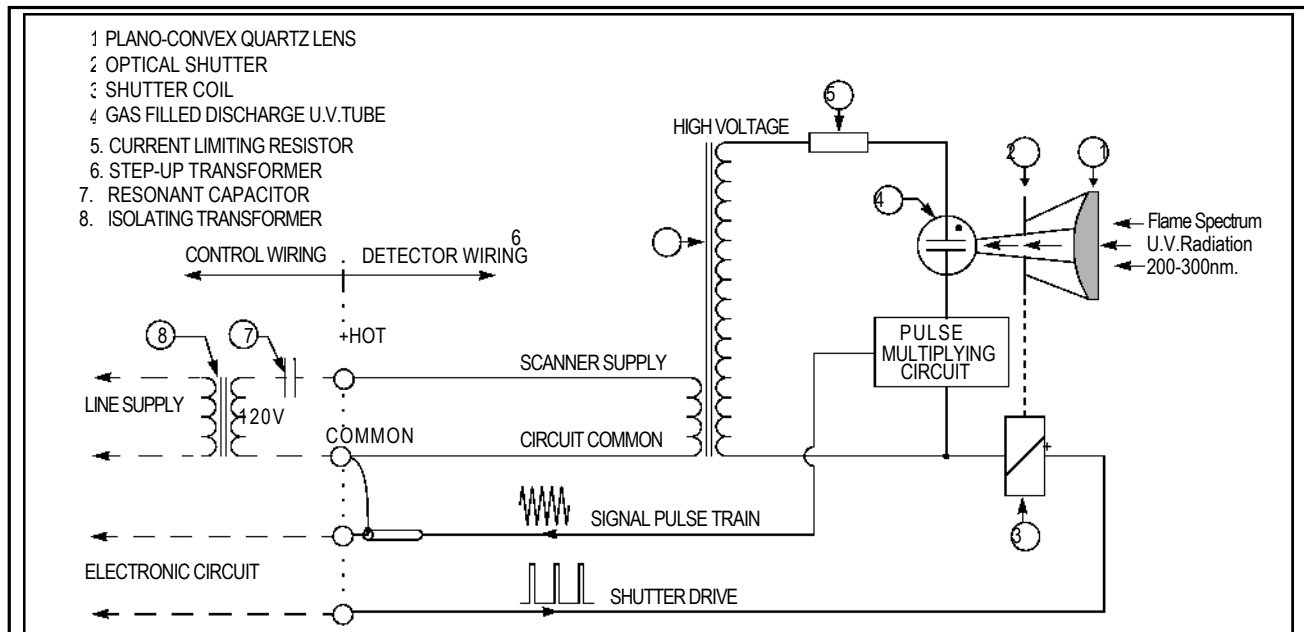 1 PLANO-CONVEX QUARTZ LENS
2 OPTICAL SHUTTER
3 SHUTTER COIL
4 GAS FILLED DISCHARGE U.V.TUBE
5. CURRENT LIMITING RESISTOR
6. STEP-UP TRANSFORMER
7. RESONANT CAPACITOR
8. ISOLATING TRANSFORMER
5
HIGH VOLTAGE
2
1
4
Flame Spectrum
U.V.Radiation
200-300nm.
6
CONTROL WIRING
DETECTOR WIRING
8
7
+HOT
PULSE
MULTIPLYING
CIRCUIT
SCANNER SUPPLY
LINE SUPPLY
120V
COMMON
CIRCUIT COMMON
+
SIGNAL PULSE TRAIN
3
ELECTRONIC CIRCUIT
SHUTTER DRIVE